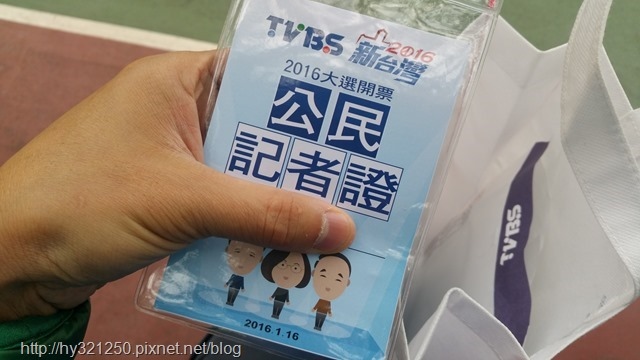 TVBS 新台灣 2016
2016大選開票
公民
記者證
2016.1.16
TVBS
http://hy321250.pixnet.net/blog